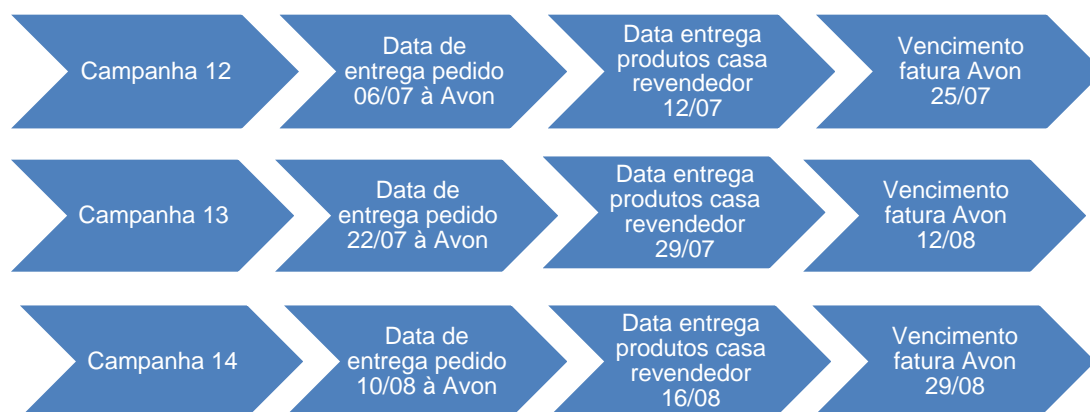 Campanha 12
Data de
entrega pedido
06/07 à Avon
Data entrega
produtos casa
revendedor
12/07
Vencimento
fatura Avon
25/07
Campanha 13
Data de
entrega pedido
22/07 à Avon
Data entrega
produtos casa
revendedor
29/07
Vencimento
fatura Avon
12/08
Campanha 14
Data de
entrega pedido
10/08 à Avon
Data entrega
produtos casa
revendedor
16/08
Vencimento
fatura Avon
29/08